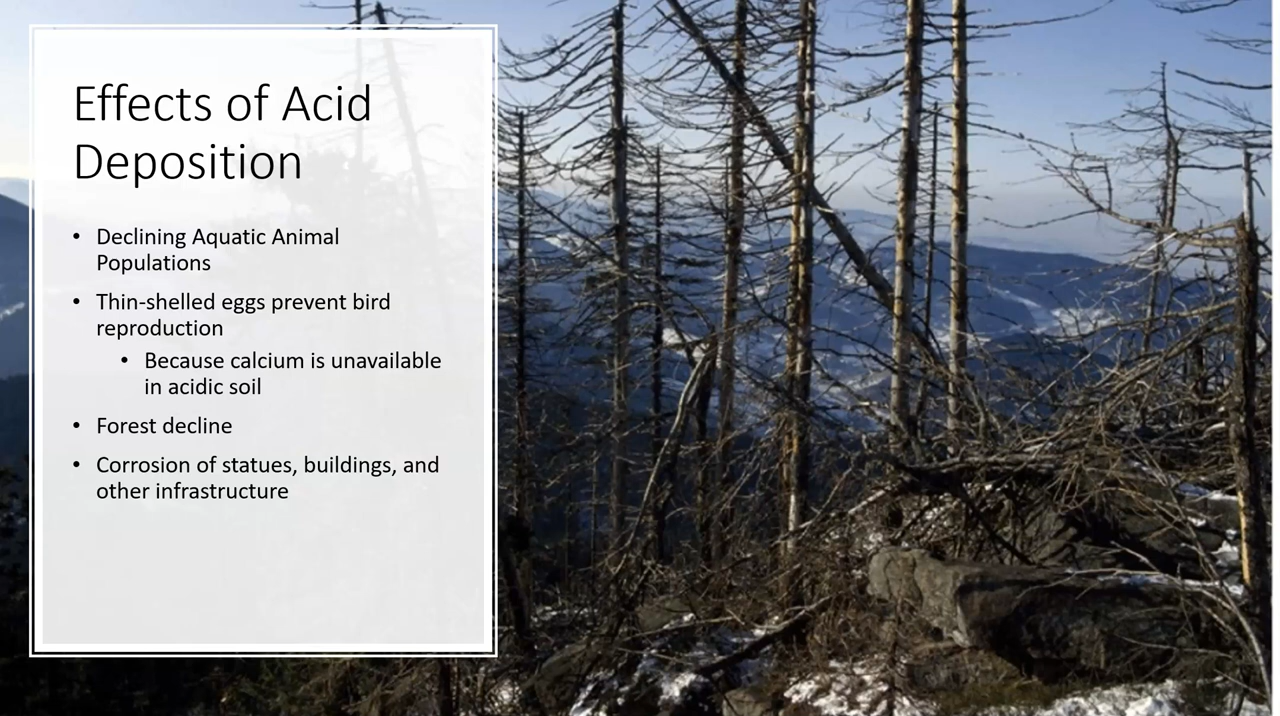 Effects of Acid
Deposition
• Declining Aquatic Animal
Populations
• Thin-shelled eggs prevent bird
reproduction
• Because calcium is unavailable
in acidic soil
• Forest decline
• Corrosion of statues, buildings, and
other infrastructure